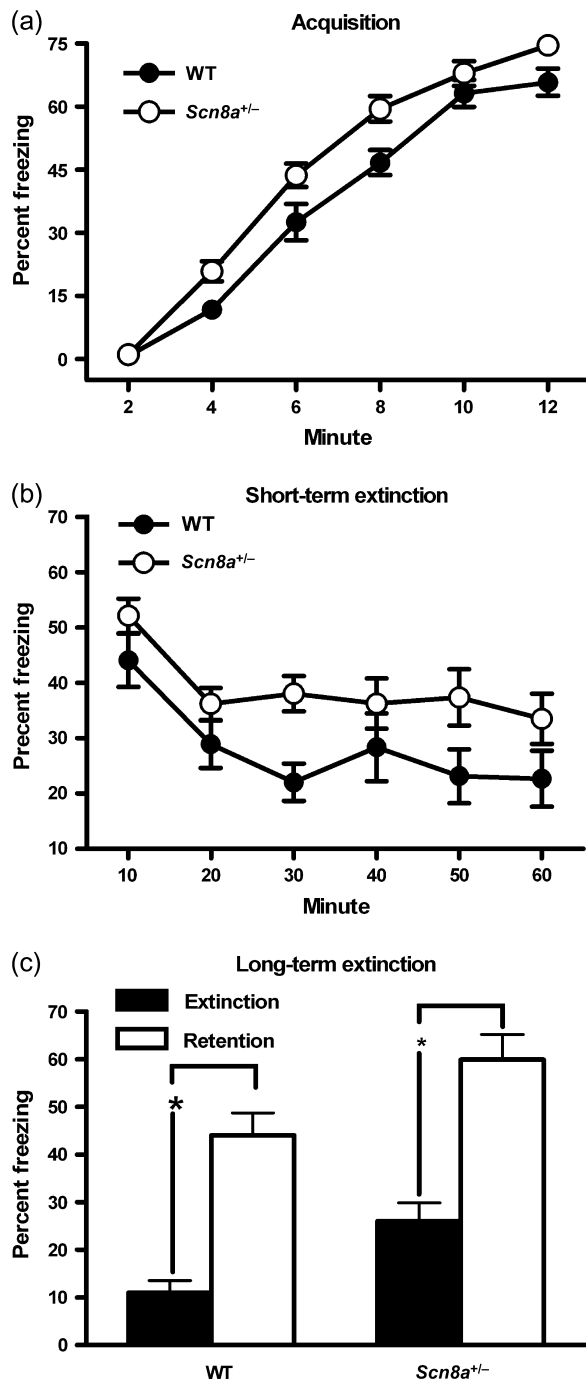 (a)
Acquisition
75
60
45
30
15
0
Percent freezing
WT
Scn8a+/–
2 4 6 8 10 12
Minute
(b)
Short-term extinction
70
60
50
40
30
20
10
Precent freezing
WT
Scn8a+/–
10 20 30 40 50 60
Minute
(c)
Long-term extinction
70
60
50
40
30
20
10
0
Percent freezing
Extinction
Retention
*
*
WT Scn8a+/–